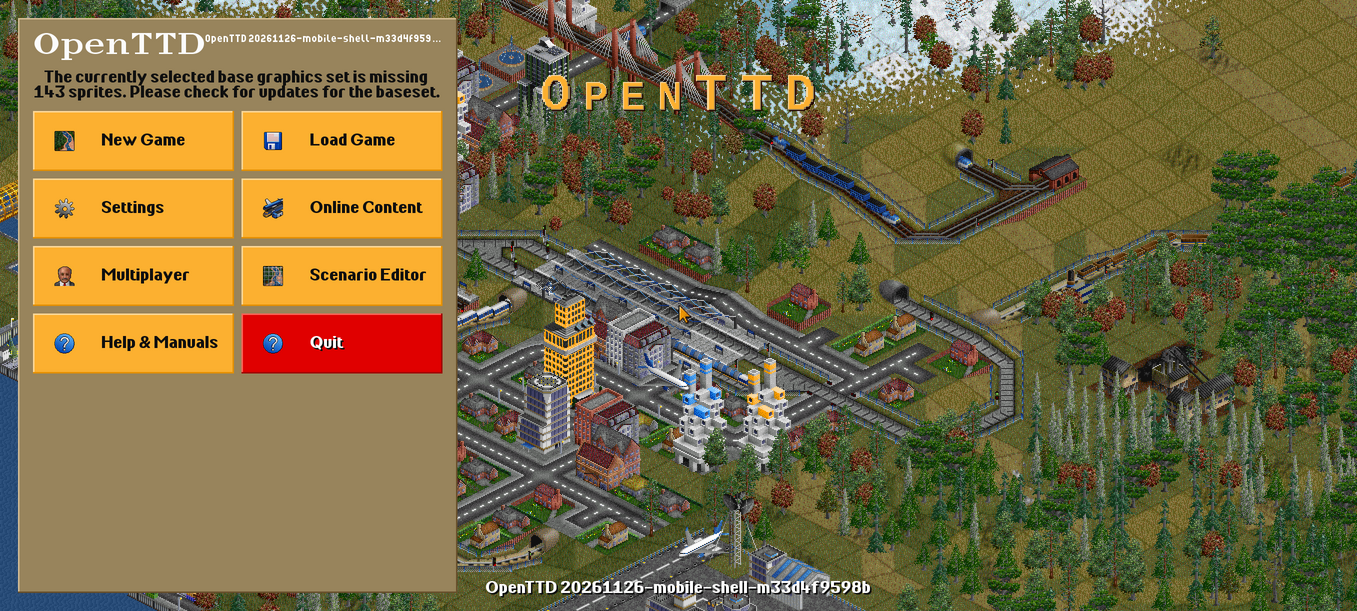 OpenTTD OpenTTD 20261126-mobile-shell-m33d4f959...
The currently selected base graphics set is missing
143 sprites. Please check for updates for the baseset.
New Game
Load Game
Settings
Online Content
Multiplayer
Scenario Editor
Help & Manuals
Quit
OPENTTD
OpenTTD 20261126-mobile-shell-m33d4f9598b